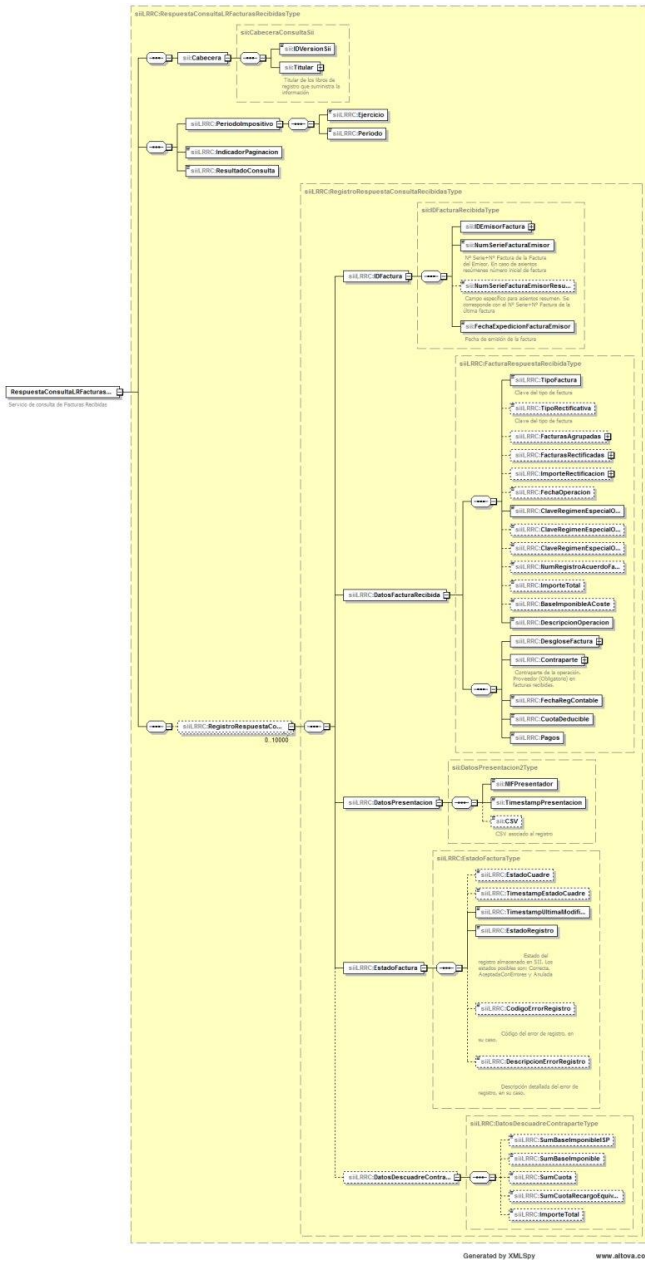 siiLRRC:RespuestaConsultaLRFacturasRecibidasType
sii:CabeceraConsultaSii
sii:Cabecera
sii:IDVersionSii
sii:Titular
Titular de los libros de
registro que suministra la
información
siiLRRC:PeriodoImpositivo
siiLRRC:Ejercicio
siiLRRC:Periodo
siiLRRC:IndicadorPaginacion
siiLRRC:ResultadoConsulta
siiLRRC:RegistroRespuestaConsultaRecibidasType
sii:IDFacturaRecibidaType
siiLRRC:IDFactura
sii:IDEmisorFactura
sii:NumSerieFacturaEmisor
Nº Serie+Nº Factura de la Factura
del Emisor. En caso de asientos
resúmenes número inicial de factura
sii:NumSerieFacturaEmisorResu...
Campo específico para asientos resumen. Se
corresponde con el Nº Serie+Nº Factura de la
última factura
sii:FechaExpedicionFacturaEmisor
Fecha de emisión de la factura
RespuestaConsultaLRFacturas...
Servicio de consulta de Facturas Recibidas
siiLRRC:FacturaRespuestaRecibidaType
siiLRRC:TipoFactura
Clave del tipo de factura
siiLRRC:TipoRectificativa
Clave del tipo de factura
siiLRRC:FacturasAgrupadas
siiLRRC:FacturasRectificadas
siiLRRC:ImporteRectificacion
siiLRRC:FechaOperacion
siiLRRC:ClaveRegimenEspecialO...
siiLRRC:ClaveRegimenEspecialO...
siiLRRC:ClaveRegimenEspecialO...
siiLRRC:NumRegistroAcuerdoFa...
siiLRRC:ImporteTotal
siiLRRC:BaseImponibleACoste
siiLRRC:DescripcionOperacion
siiLRRC:DatosFacturaRecibida
siiLRRC:DesgloseFactura
siiLRRC:Contraparte
Contraparte de la operación.
Proveedor (Obligatorio) en
facturas recibidas.
siiLRRC:FechaRegContable
siiLRRC:CuotaDeducible
siiLRRC:Pagos
siiLRRC:RegistroRespuestaCo...
0..10000
sii:DatosPresentacion2Type
siiLRRC:DatosPresentacion
sii:NIFPresentador
sii:TimestampPresentacion
sii:CSV
CSV asociado al registro
siiLRRC:EstadoFacturaType
siiLRRC:EstadoCuadre
siiLRRC:TimestampEstadoCuadre
siiLRRC:TimestampUltimaModifi...
siiLRRC:EstadoRegistro
Estado del
registro almacenado en SII. Los
estados posibles son: Correcta,
AceptadaConErrores y Anulada
siiLRRC:EstadoFactura
siiLRRC:CodigoErrorRegistro
Código del error de registro, en
su caso.
siiLRRC:DescripcionErrorRegistro
Descripción detallada del error de
registro, en su caso.
siiLRRC:DatosDescuadreContraparteType
siiLRRC:DatosDescuadreContra...
siiLRRC:SumBaseImponibleISP
siiLRRC:SumBaseImponible
siiLRRC:SumCuota
siiLRRC:SumCuotaRecargoEquiv...
siiLRRC:ImporteTotal
Generated by XMLSpy
www.altova.co